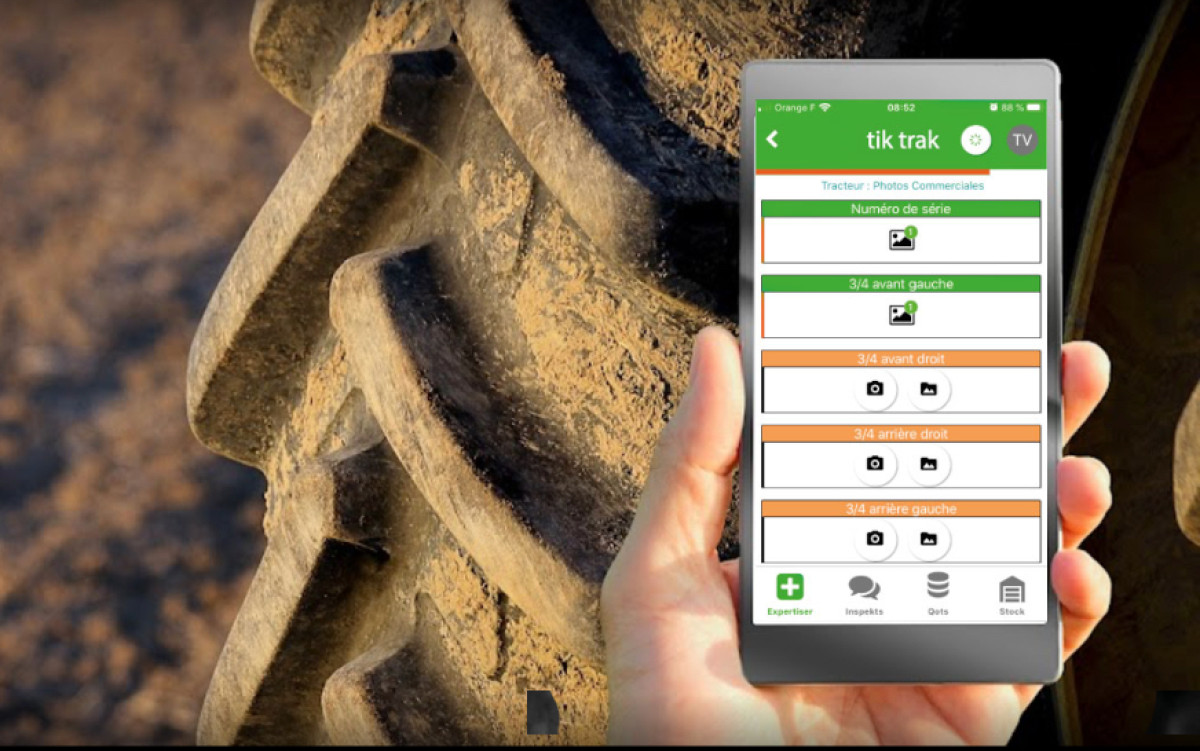 Orange F 08:52 88 %
tik trak TV
Tracteur : Photos Commerciales
Numéro de série
1
3/4 avant gauche
1
3/4 avant droit
3/4 arrière droit
3/4 arrière gauche
Expertiser Inspekts Qots Stock